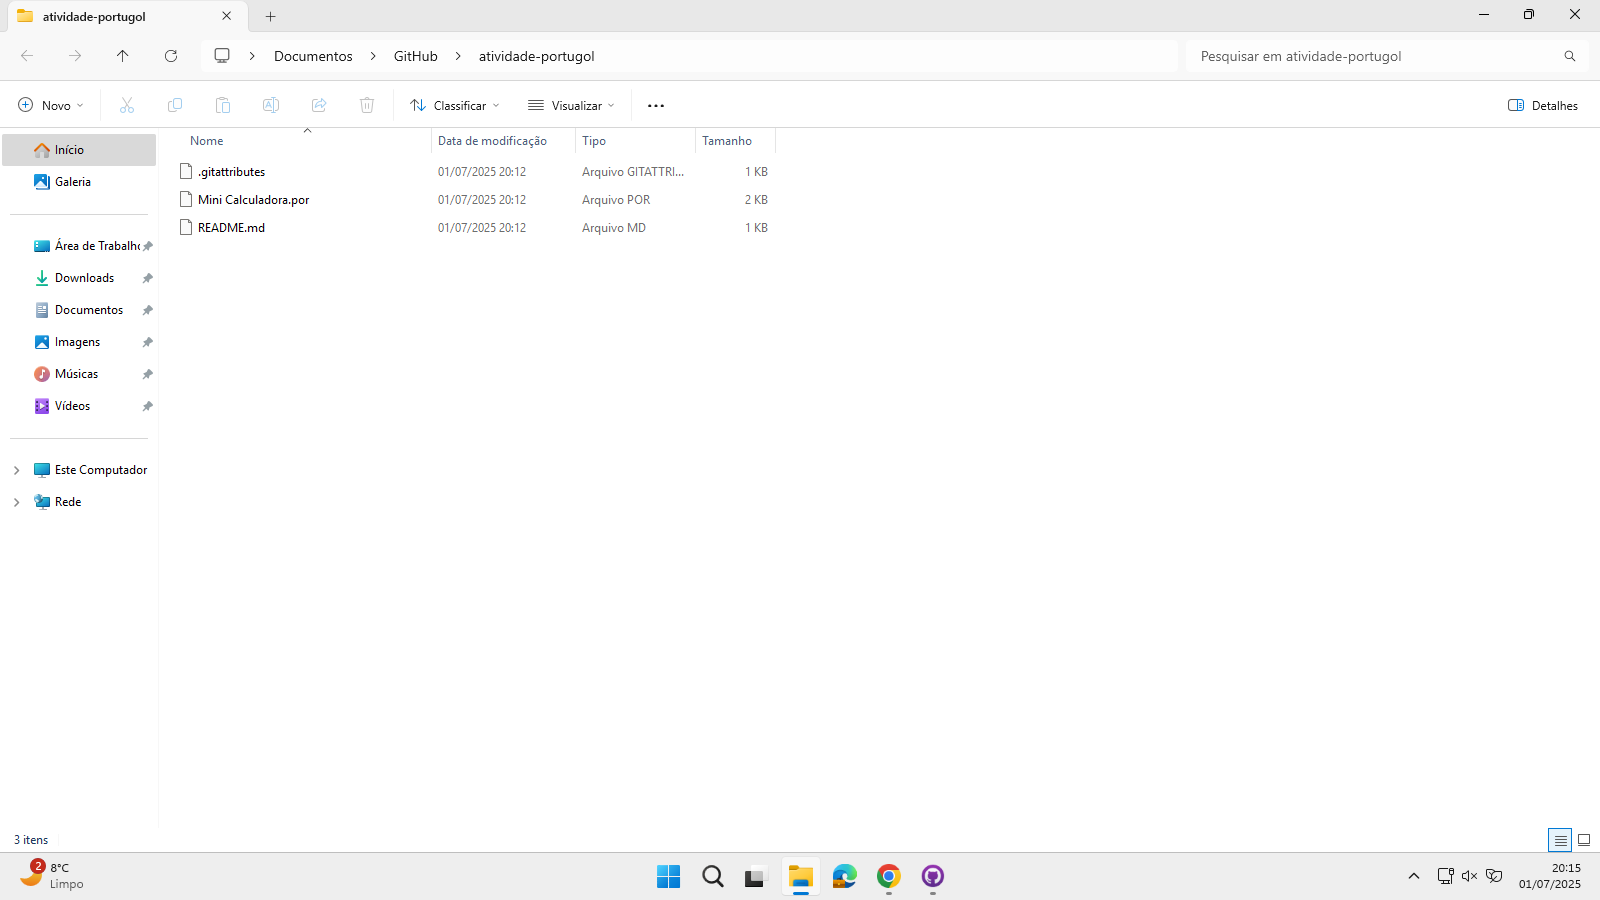 atividade-portugol
Documentos
GitHub
atividade-portugol
Pesquisar em atividade-portugol
Novo
Classificar
Visualizar
Detalhes
Início
Galeria
Área de Trabalho
Downloads
Documentos
Imagens
Músicas
Vídeos
Este Computador
Rede
Nome Data de modificação Tipo Tamanho
.gitattributes 01/07/2025 20:12 Arquivo GITATTRI... 1 KB
Mini Calculadora.por 01/07/2025 20:12 Arquivo POR 2 KB
README.md 01/07/2025 20:12 Arquivo MD 1 KB
3 itens
2
8°C
Limpo
20:15
01/07/2025